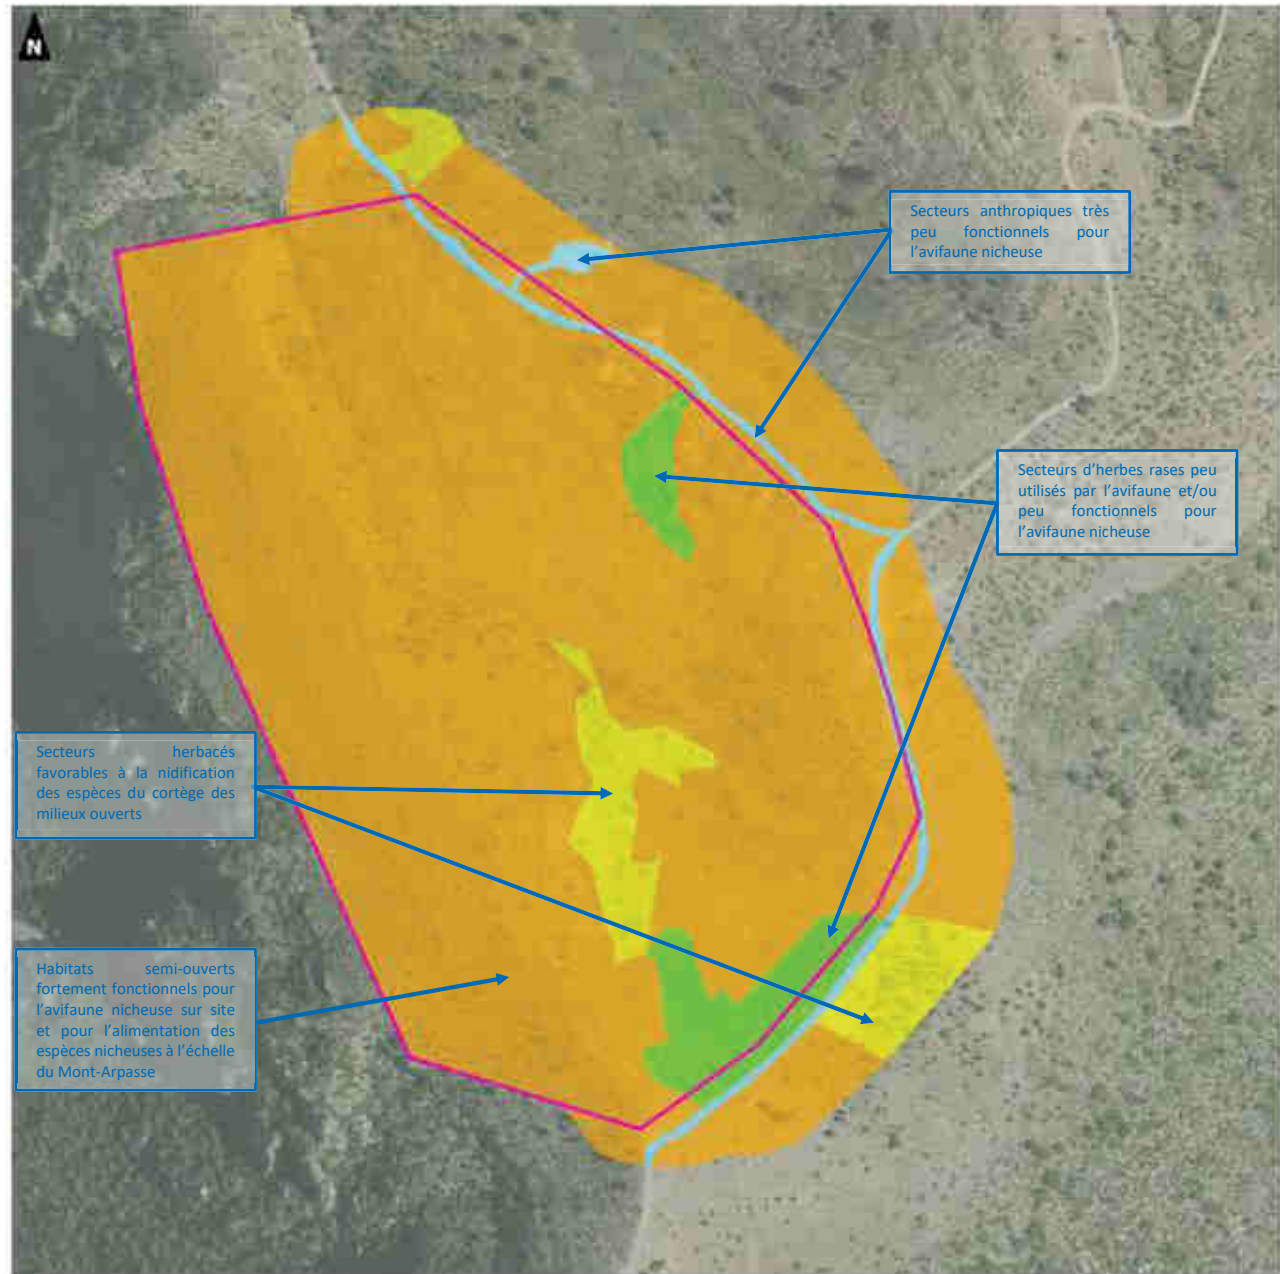 N
Secteurs anthropiques très
peu fonctionnels pour
l'avifaune nicheuse
Secteurs d'herbes rases peu
utilisés par l'avifaune et/ou
peu fonctionnels pour
l'avifaune nicheuse
Secteurs herbacés
favorables à la nidification
des espèces du cortège des
milieux ouverts
Habitats semi-ouverts
fortement fonctionnels pour
l'avifaune nicheuse sur site
et pour l'alimentation des
espèces nicheuses à l'échelle
du Mont-Arpasse